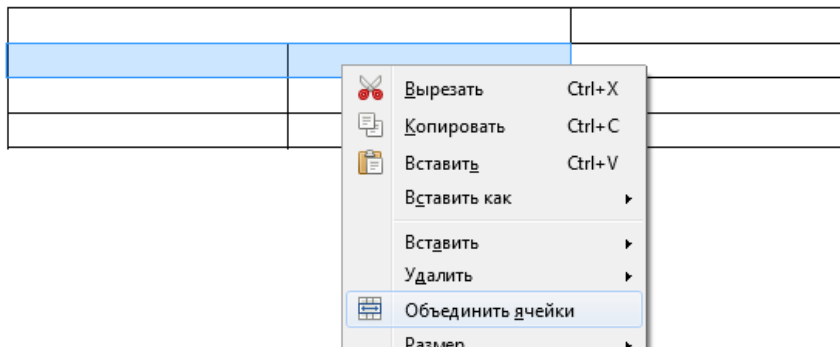 Вырезать Ctrl+X
Копировать Ctrl+C
Вставить Ctrl+V
Вставить как
Вставить
Удалить
Объединить ячейки
Размер